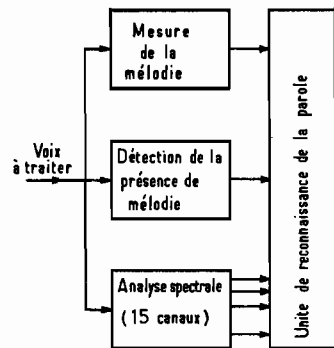 Mesure
de la
mélodie
Voix
à traiter
Détection de la
présence de
mélodie
Analyse spectrale
(15 canaux)
Unite de reconnaissance de la parole